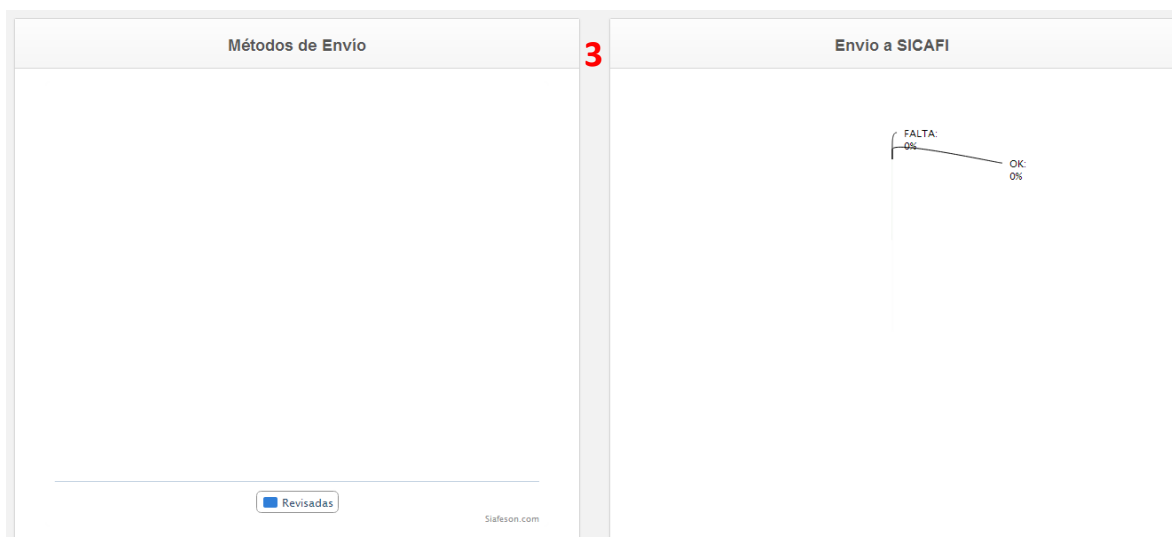 Métodos de Envío
3
Envio a SICAFI
FALTA:
0%
OK:
0%
Revisadas
Siafeson.com